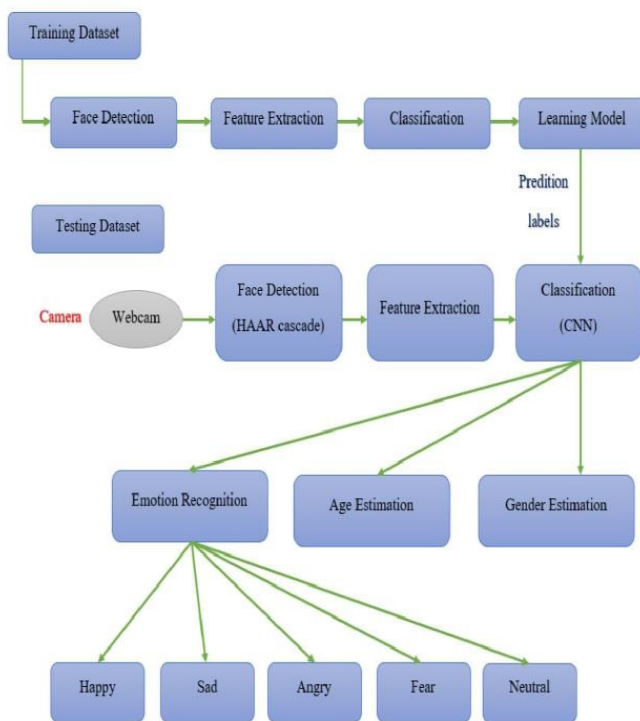 Training Dataset
Face Detection
Feature Extraction
Classification
Learning Model
Predition
labels
Testing Dataset
Camera
Webcam
Face Detection
(HAAR cascade)
Feature Extraction
Classification
(CNN)
Emotion Recognition
Age Estimation
Gender Estimation
Happy
Sad
Angry
Fear
Neutral